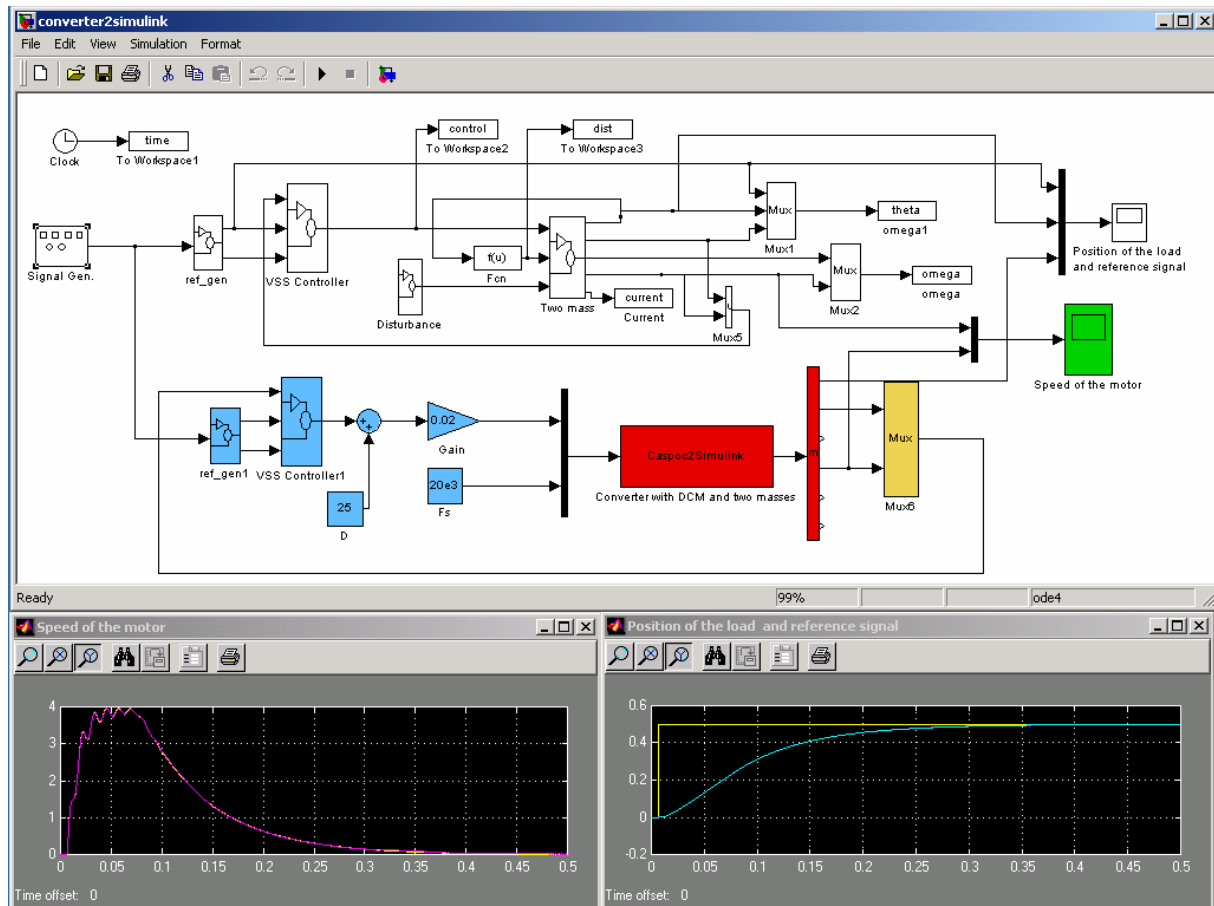 converter2simulink
File Edit View Simulation Format
time
Clock
To Workspace1
control
To Workspace2
dist
To Workspace3
Signal Gen.
ref_gen
VSS Controller
f(u)
Fcn
Disturbance
Two mass
current
Current
Mux5
Mux
Mux1
theta
omega1
Mux
Mux2
omega
omega
Position of the load
and reference signal
Speed of the motor
ref_gen1
VSS Controller1
0.02
Gain
25
D
20e3
Fs
Caspoc2Simulink
Converter with DCM and two masses
m
Mux
Mux6
Ready
99%
ode4
Speed of the motor
4
3
2
1
0
0 0.05 0.1 0.15 0.2 0.25 0.3 0.35 0.4 0.45 0.5
Time offset: 0
Position of the load and reference signal
0.6
0.4
0.2
0
-0.2
0 0.05 0.1 0.15 0.2 0.25 0.3 0.35 0.4 0.45 0.5
Time offset: 0